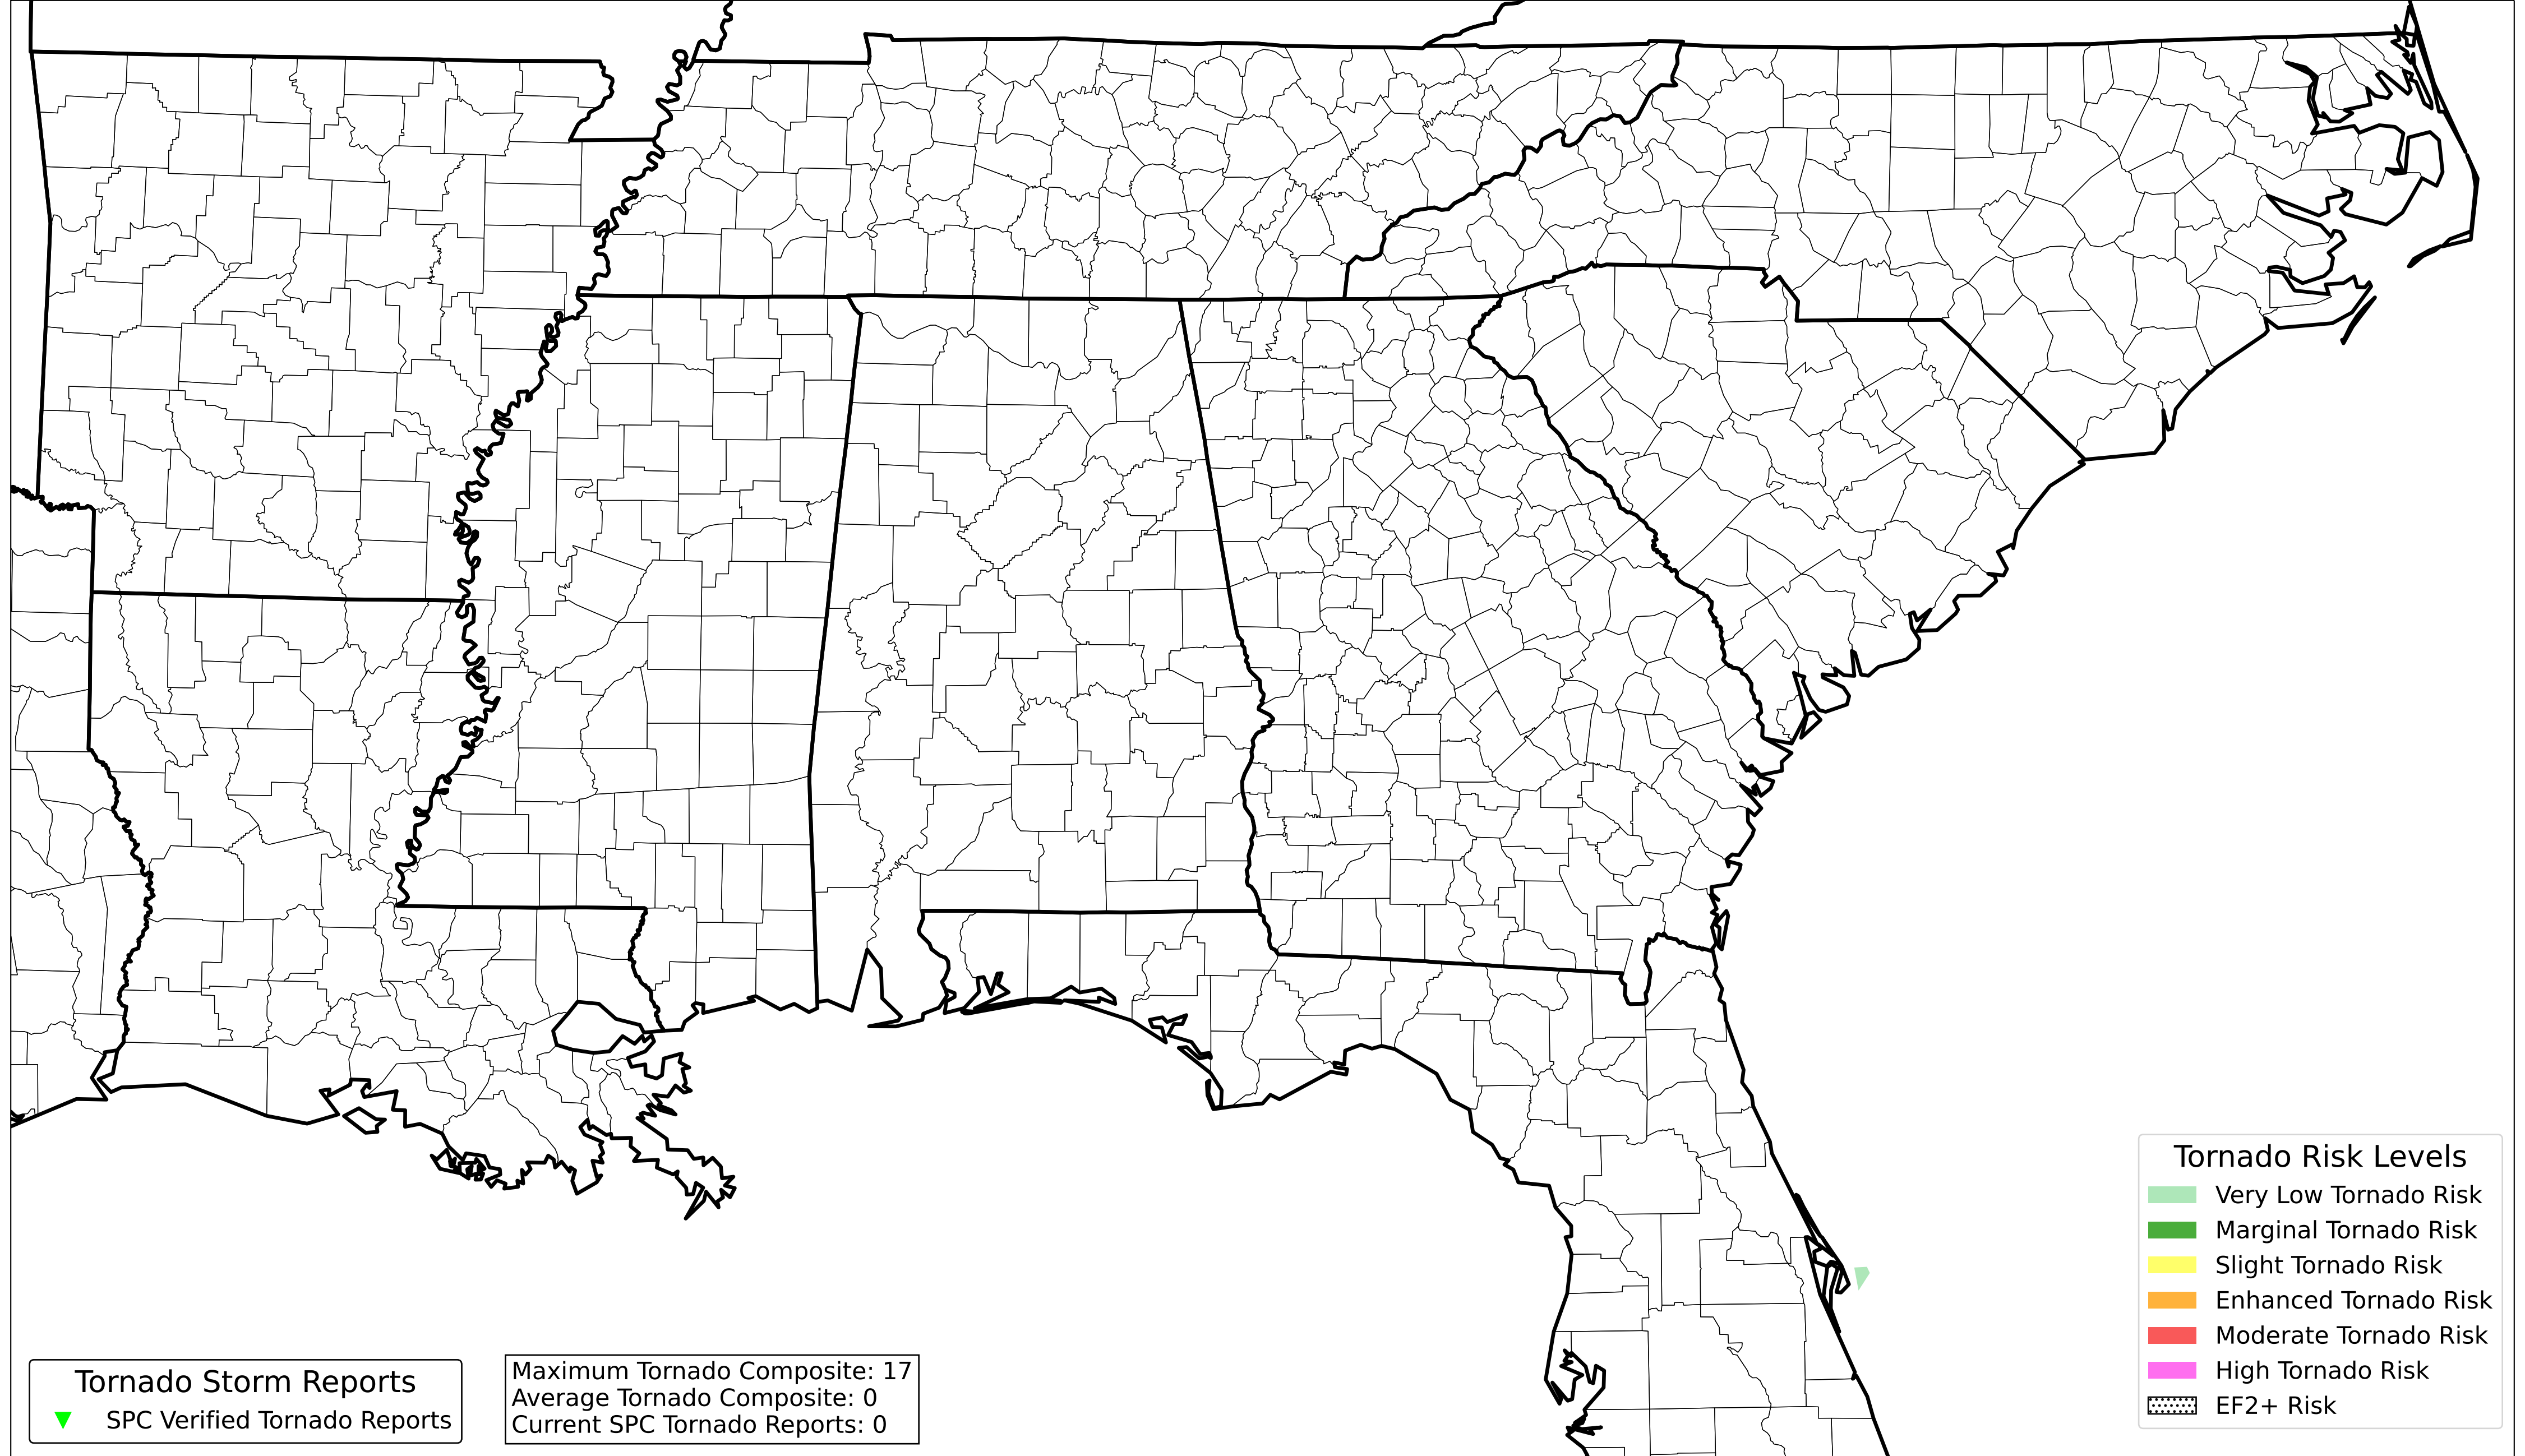 Tornado Risk Levels
Very Low Tornado Risk
Marginal Tornado Risk
Slight Tornado Risk
Enhanced Tornado Risk
Moderate Tornado Risk
High Tornado Risk
EF2+ Risk
Tornado Storm Reports
SPC Verified Tornado Reports
Maximum Tornado Composite: 17
Average Tornado Composite: 0
Current SPC Tornado Reports: 0